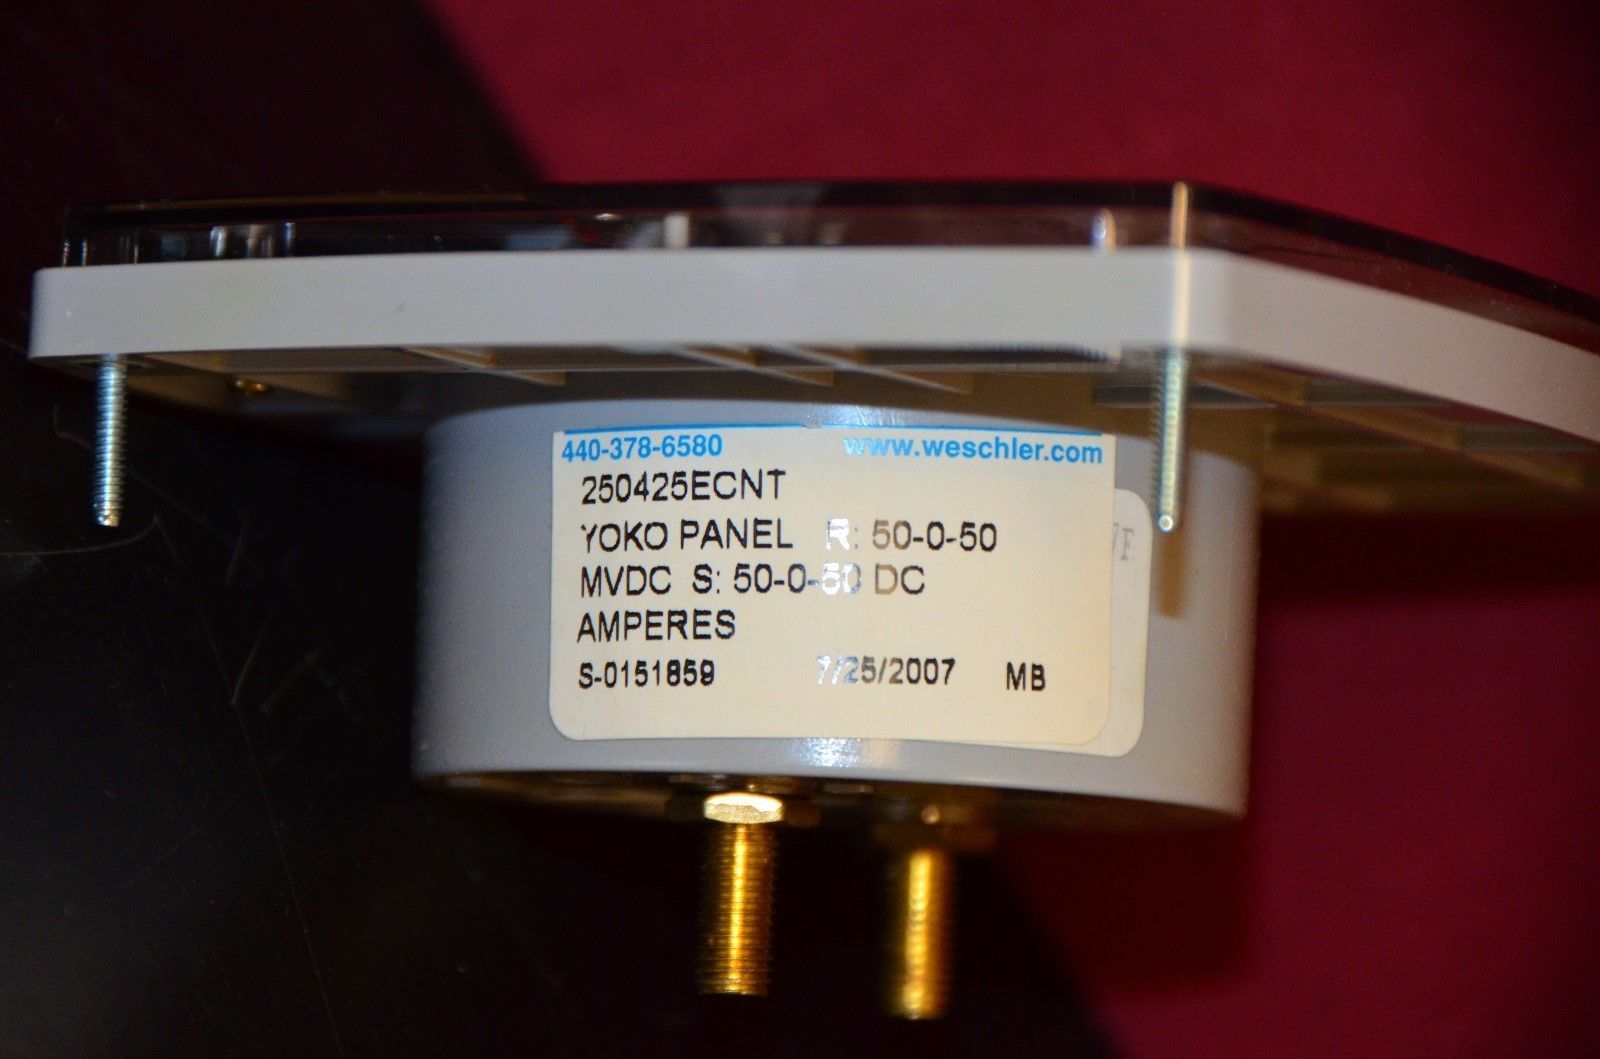 440-378-6580 www.weschler.com
250425ECNT
YOKO PANEL R: 50-0-50
MVDC S: 50-0-50 DC
AMPERES
S-0151859 7/25/2007 MB